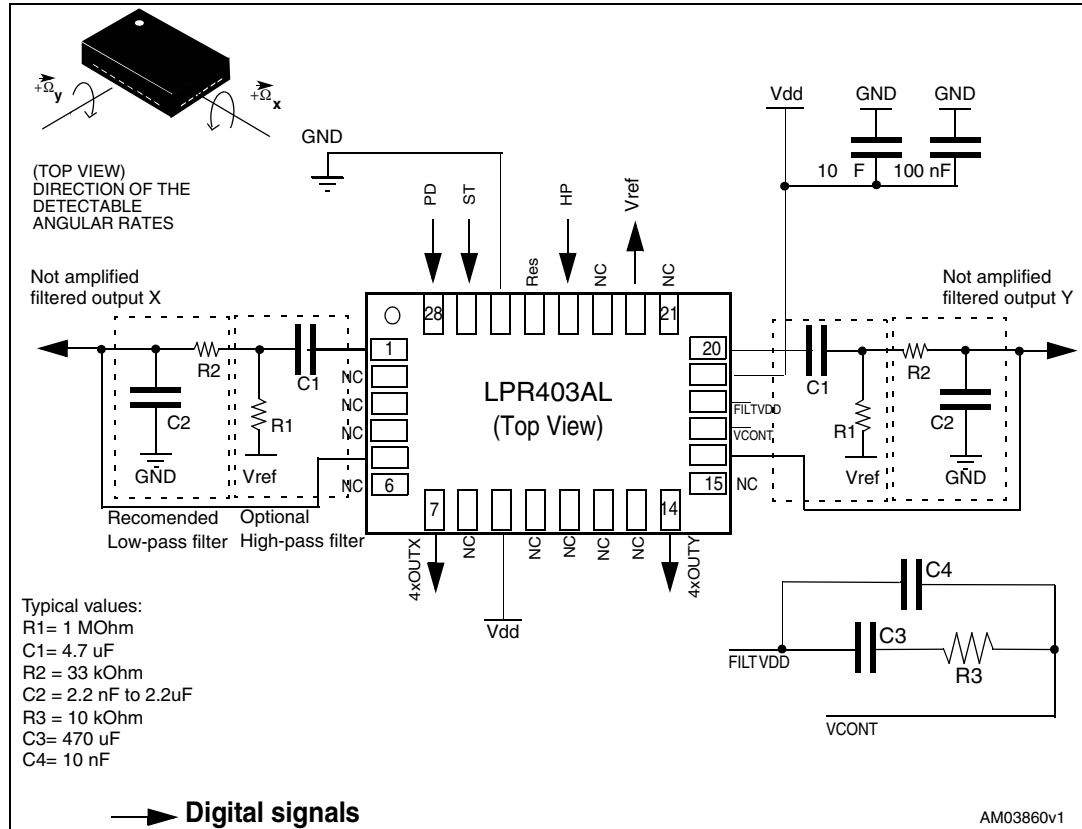 +Ωy
+Ωx
(TOP VIEW)
DIRECTION OF THE
DETECTABLE
ANGULAR RATES
GND
PD
ST
Res
HP
NC
Vref
NC
Vdd
GND
GND
10 F
100 nF
Not amplified
filtered output X
Not amplified
filtered output Y
28
21
1
NC
NC
NC
NC
6
LPR403AL
(Top View)
20
FILTVDD
VCONT
15
NC
R2
C1
C2
R1
GND
Vref
Recomended
Low-pass filter
Optional
High-pass filter
C1
R2
R1
C2
Vref
GND
7
14
4xOUTX
NC
Vdd
NC
NC
NC
NC
4xOUTY
Typical values:
R1= 1 MOhm
C1= 4.7 uF
R2 = 33 kOhm
C2 = 2.2 nF to 2.2uF
R3 = 10 kOhm
C3= 470 uF
C4= 10 nF
C4
C3
FILTVDD
R3
VCONT
Digital signals
AM03860v1